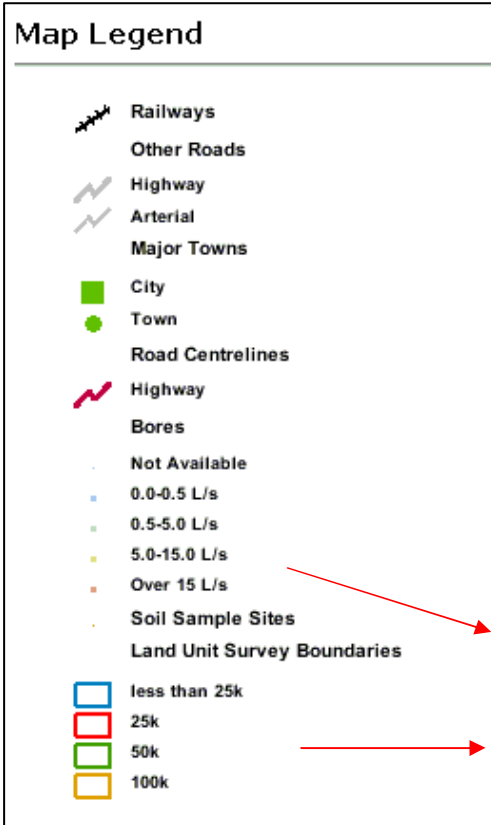 Map Legend
Railways
Other Roads
Highway
Arterial
Major Towns
City
Town
Road Centrelines
Highway
Bores
Not Available
0.0-0.5 L/s
0.5-5.0 L/s
5.0-15.0 L/s
Over 15 L/s
Soil Sample Sites
Land Unit Survey Boundaries
less than 25k
25k
50k
100k